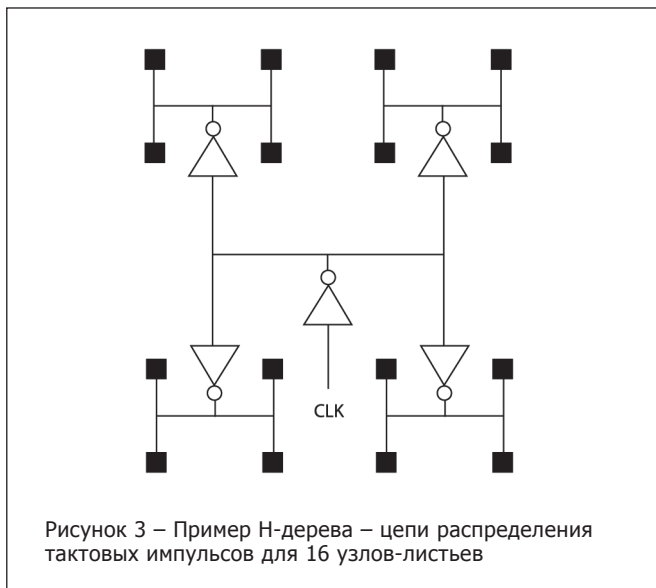 CLK
Рисунок 3 – Пример Н-дерева – цепи распределения
тактовых импульсов для 16 узлов-листьев